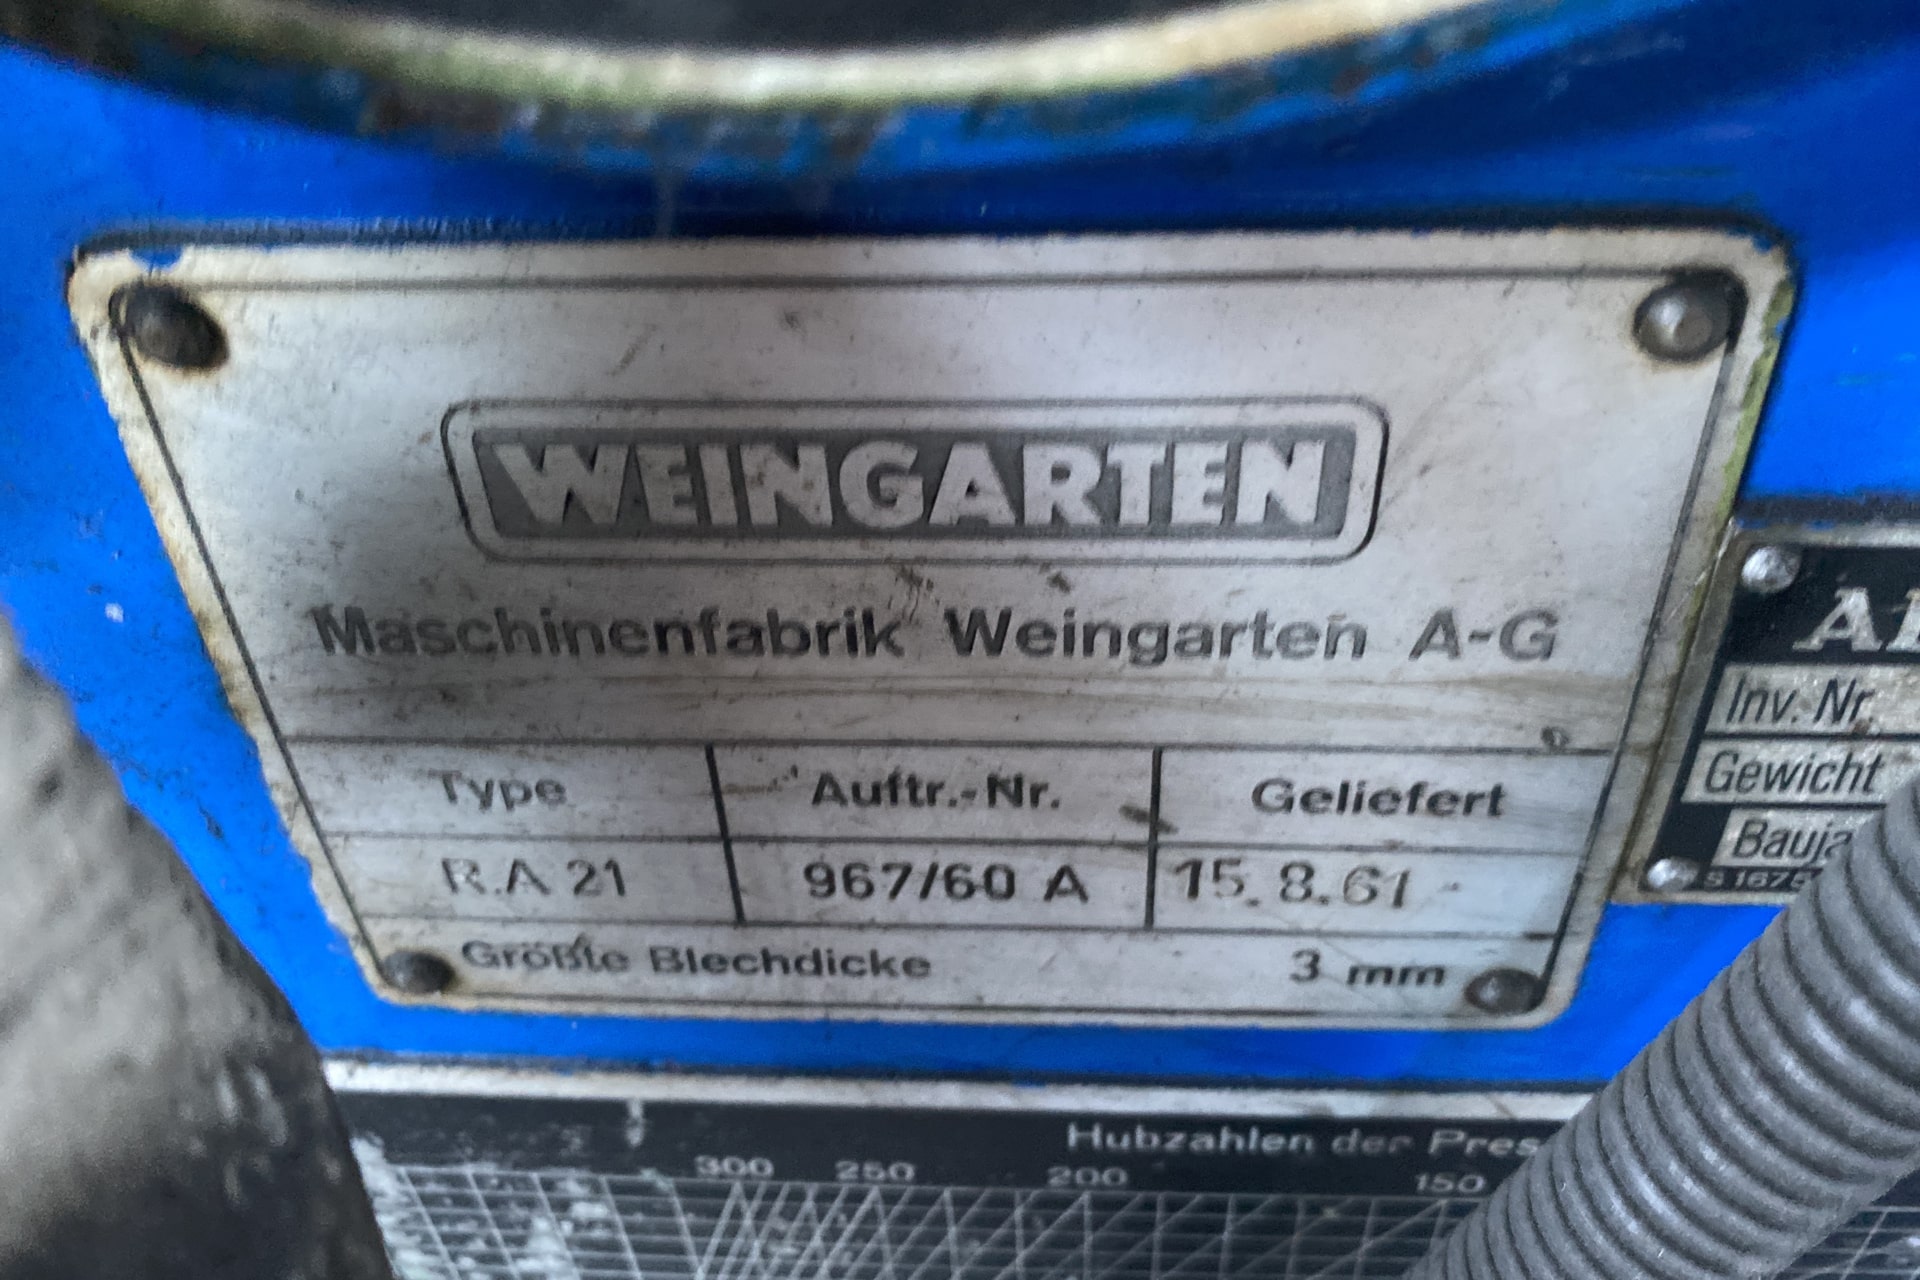 WEINGARTEN
Maschinenfabrik Weingarten A-G
Type Auftr.-Nr. Geliefert
R.A 21 967/60 A 15.8.61
Größte Blechdicke 3 mm
Inv. Nr
Gewicht
Hubzahlen der
300 250 200 150